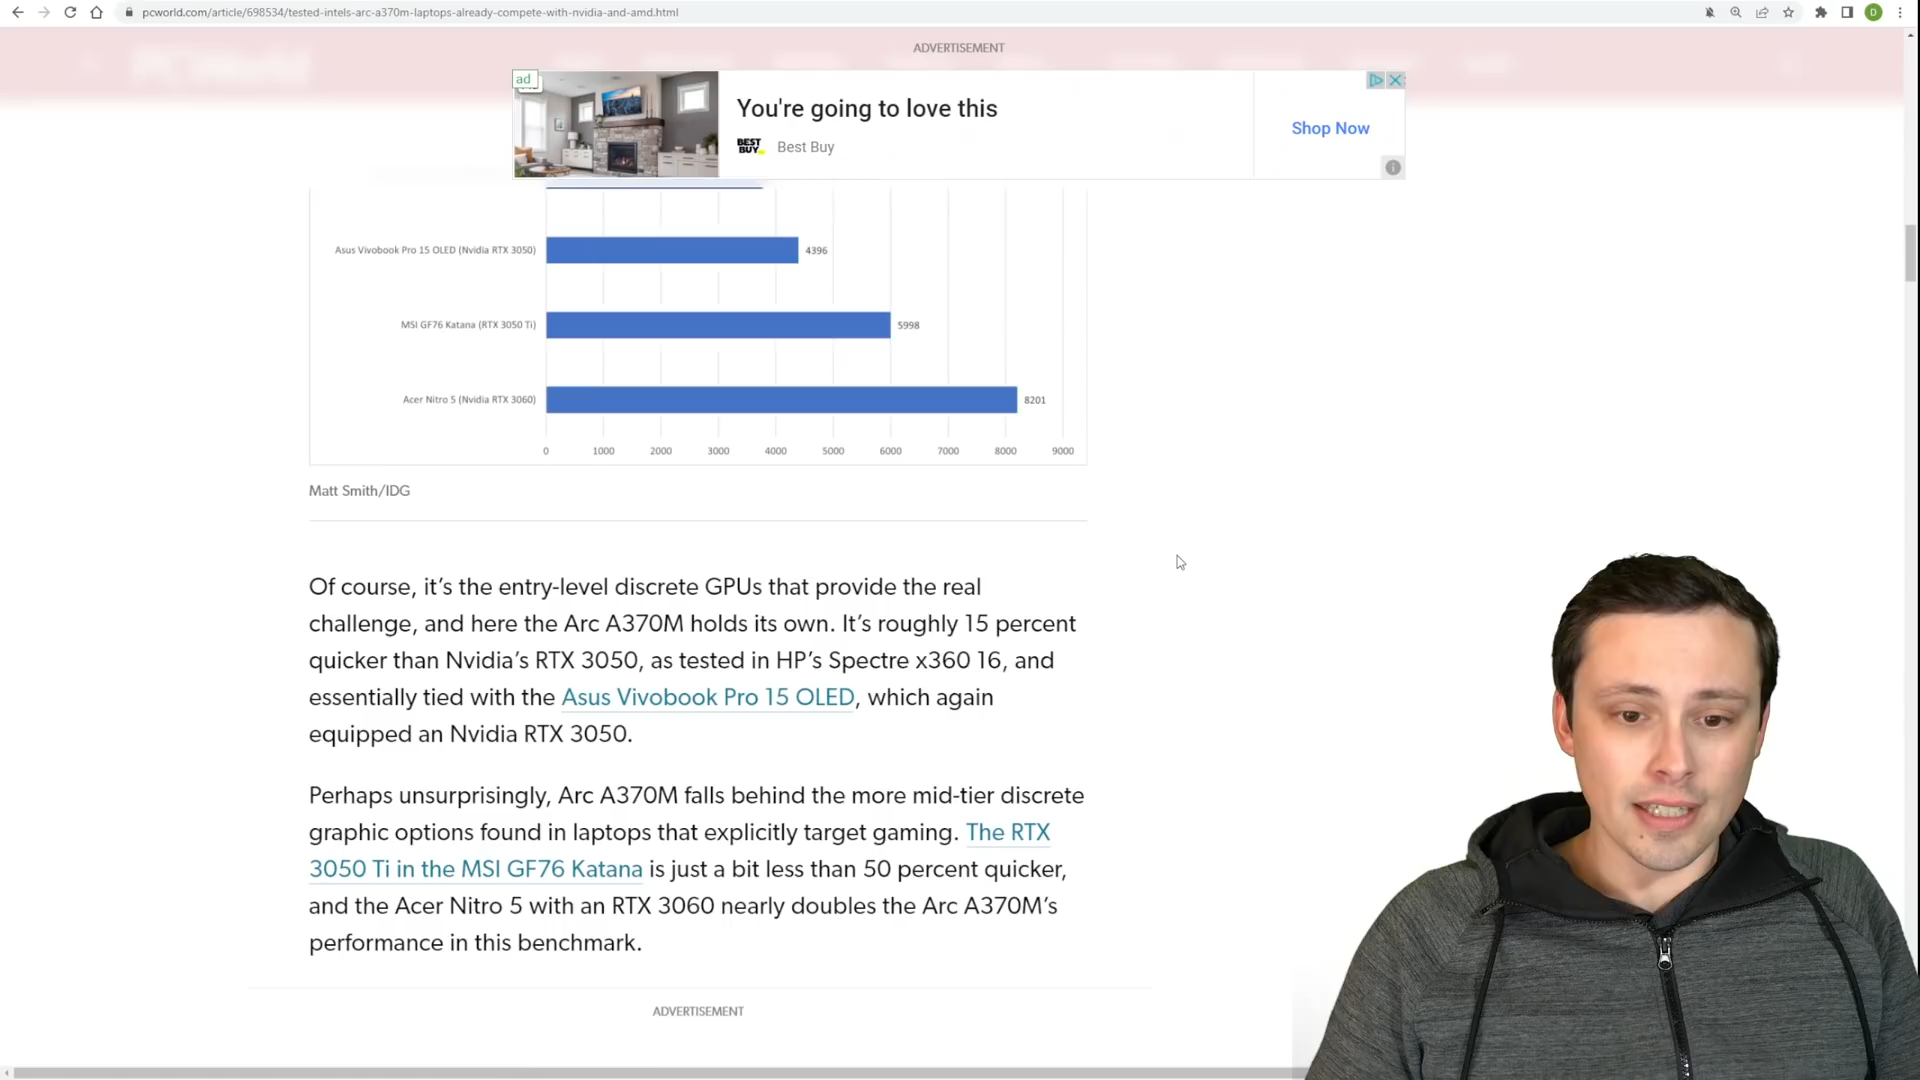 pcworld.com/article/698534/tested-intels-arc-a370m-laptops-already-compete-with-nvidia-and-amd.html
D
PCWorld
ADVERTISEMENT
ad
You're going to love this
BEST BUY
Best Buy
Shop Now
Asus Vivobook Pro 15 OLED (Nvidia RTX 3050)
4396
MSI GF76 Katana (RTX 3050 Ti)
5998
Acer Nitro 5 (Nvidia RTX 3060)
8201
0 1000 2000 3000 4000 5000 6000 7000 8000 9000
Matt Smith/IDG
Of course, it's the entry-level discrete GPUs that provide the real
challenge, and here the Arc A370M holds its own. It's roughly 15 percent
quicker than Nvidia's RTX 3050, as tested in HP's Spectre x360 16, and
essentially tied with the Asus Vivobook Pro 15 OLED, which again
equipped an Nvidia RTX 3050.
Perhaps unsurprisingly, Arc A370M falls behind the more mid-tier discrete
graphic options found in laptops that explicitly target gaming. The RTX
3050 Ti in the MSI GF76 Katana is just a bit less than 50 percent quicker,
and the Acer Nitro 5 with an RTX 3060 nearly doubles the Arc A370M's
performance in this benchmark.
ADVERTISEMENT